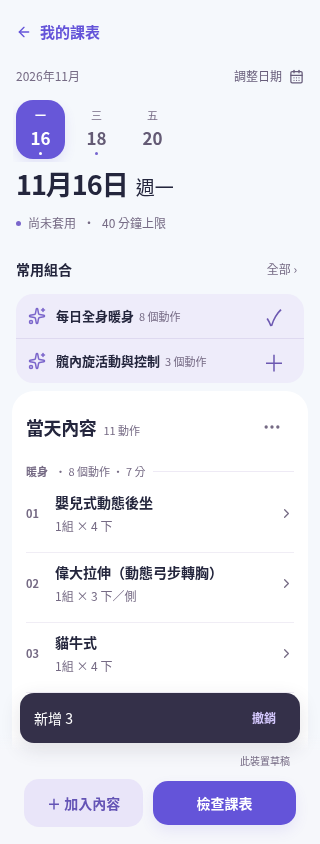 ← 我的課表
2026年11月 調整日期
一 三 五
16 18 20
11月16日 週一
• 尚未套用 · 40 分鐘上限
常用組合 全部 ›
每日全身暖身 8 個動作 ✓
髖內旋活動與控制 3 個動作 +
當天內容 11 動作 •••
暖身 · 8 個動作 · 7 分
01 嬰兒式動態後坐 ›
1組 × 4 下
02 偉大拉伸（動態弓步轉胸） ›
1組 × 3 下／側
03 貓牛式 ›
1組 × 4 下
新增 3 撤銷
此裝置草稿
+ 加入內容 檢查課表